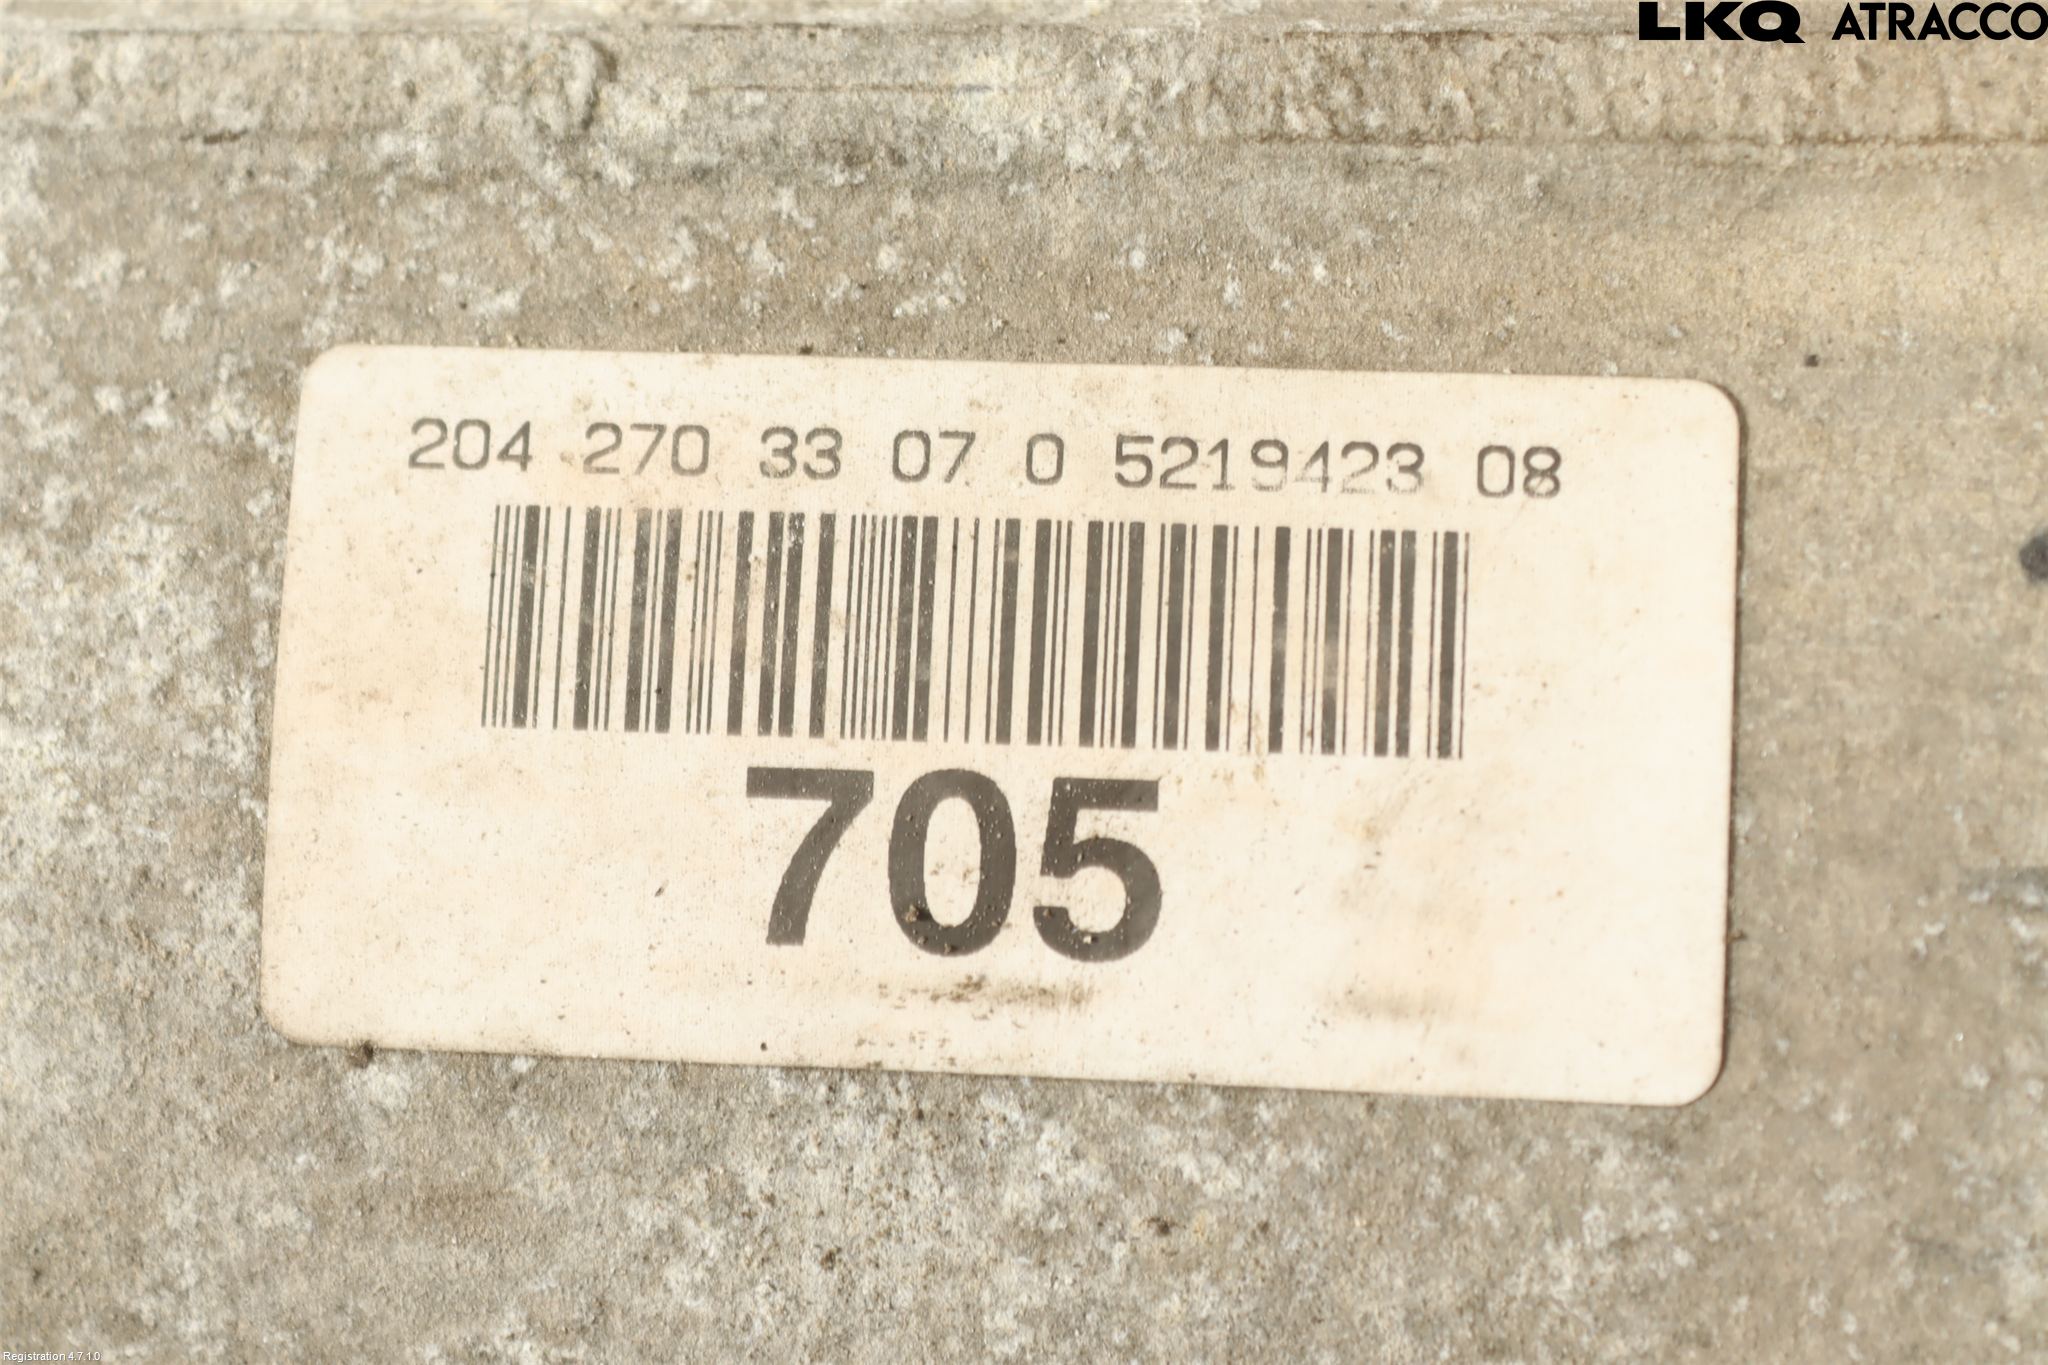 LKQ ATRACCO
204 270 33 07 0 5219423 08
705
Registration 4.7.1.0